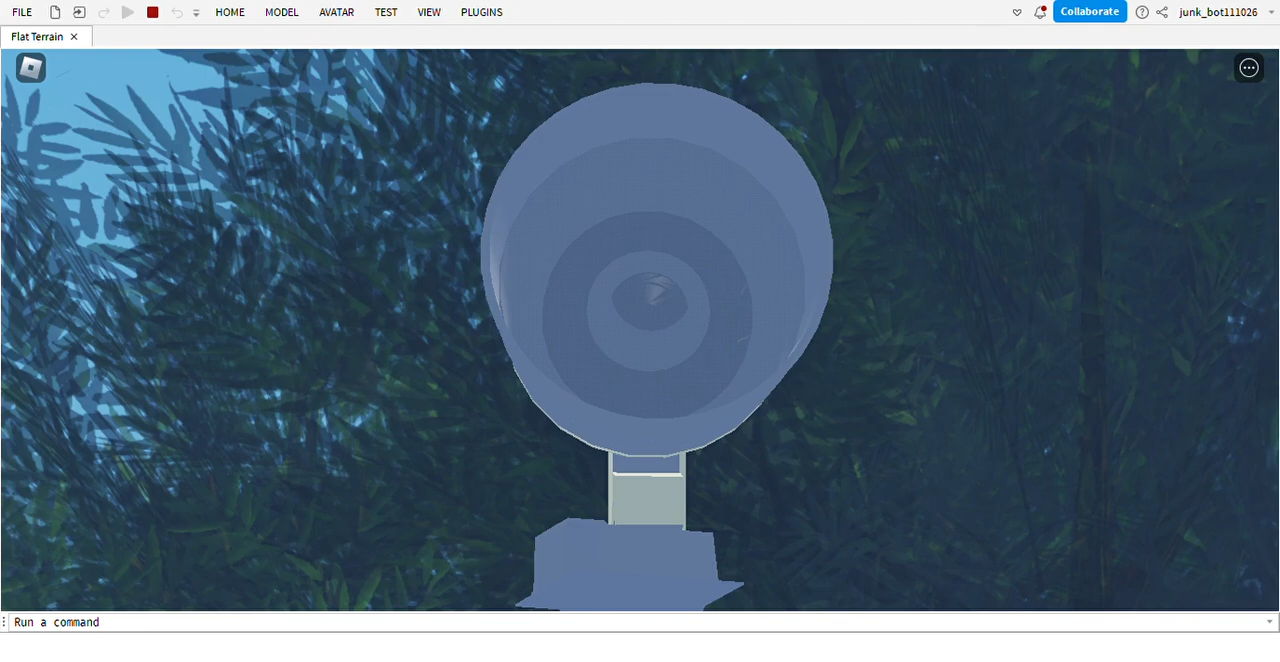 FILE HOME MODEL AVATAR TEST VIEW PLUGINS Collaborate junk_bot111026
Flat Terrain
Run a command